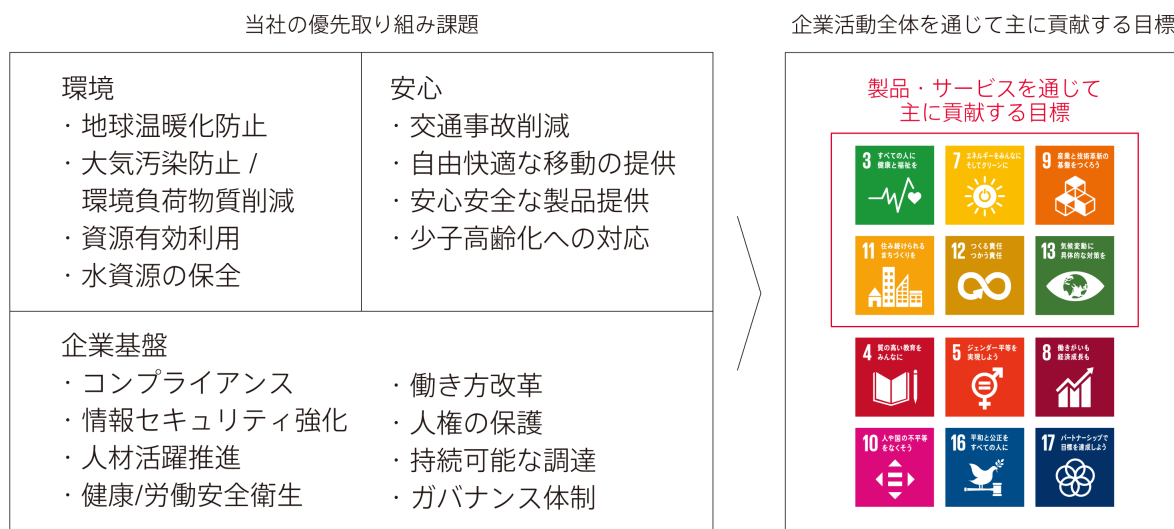 当社の優先取り組み課題
環境
・地球温暖化防止
・大気汚染防止 /
環境負荷物質削減
・資源有効利用
・水資源の保全
安心
・交通事故削減
・自由快適な移動の提供
・安心安全な製品提供
・少子高齢化への対応
企業基盤
・コンプライアンス
・情報セキュリティ強化
・人材活躍推進
・健康/労働安全衛生
・働き方改革
・人権の保護
・持続可能な調達
・ガバナンス体制
企業活動全体を通じて主に貢献する目標
製品・サービスを通じて
主に貢献する目標
3 すべての人に
健康と福祉を
7 エネルギーをみんなに
そしてクリーンに
9 産業と技術革新の
基盤をつくろう
11 住み続けられる
まちづくりを
12 つくる責任
つかう責任
13 気候変動に
具体的な対策を
4 質の高い教育を
みんなに
5 ジェンダー平等を
実現しよう
8 働きがいも
経済成長も
10 人や国の不平等
をなくそう
16 平和と公正を
すべての人に
17 パートナーシップで
目標を達成しよう